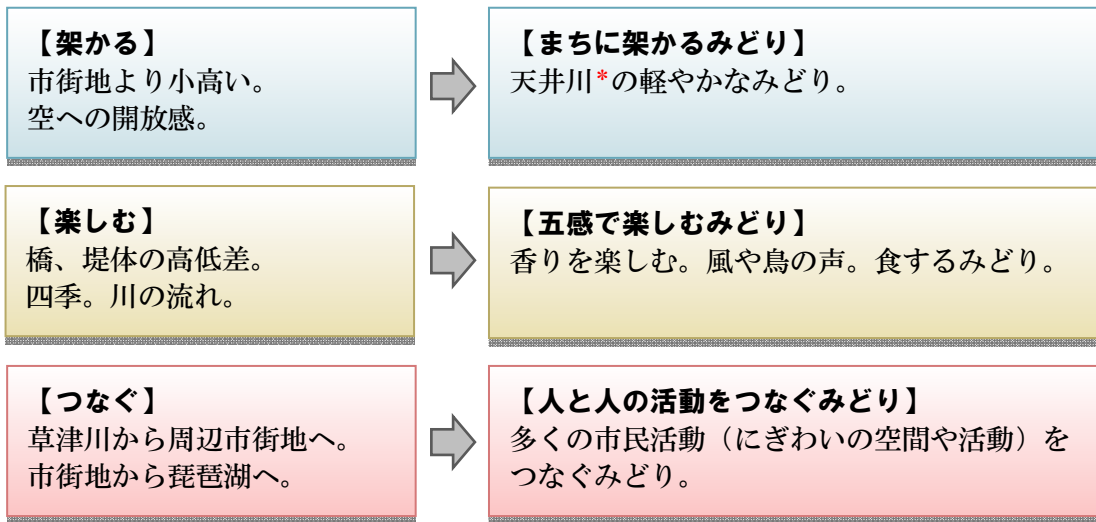 【架かる】
市街地より小高い。
空への開放感。
【まちに架かるみどり】
天井川*の軽やかなみどり。
【楽しむ】
橋、堤体の高低差。
四季。川の流れ。
【五感で楽しむみどり】
香りを楽しむ。風や鳥の声。食するみどり。
【つなぐ】
草津川から周辺市街地へ。
市街地から琵琶湖へ。
【人と人の活動をつなぐみどり】
多くの市民活動（にぎわいの空間や活動）を
つなぐみどり。